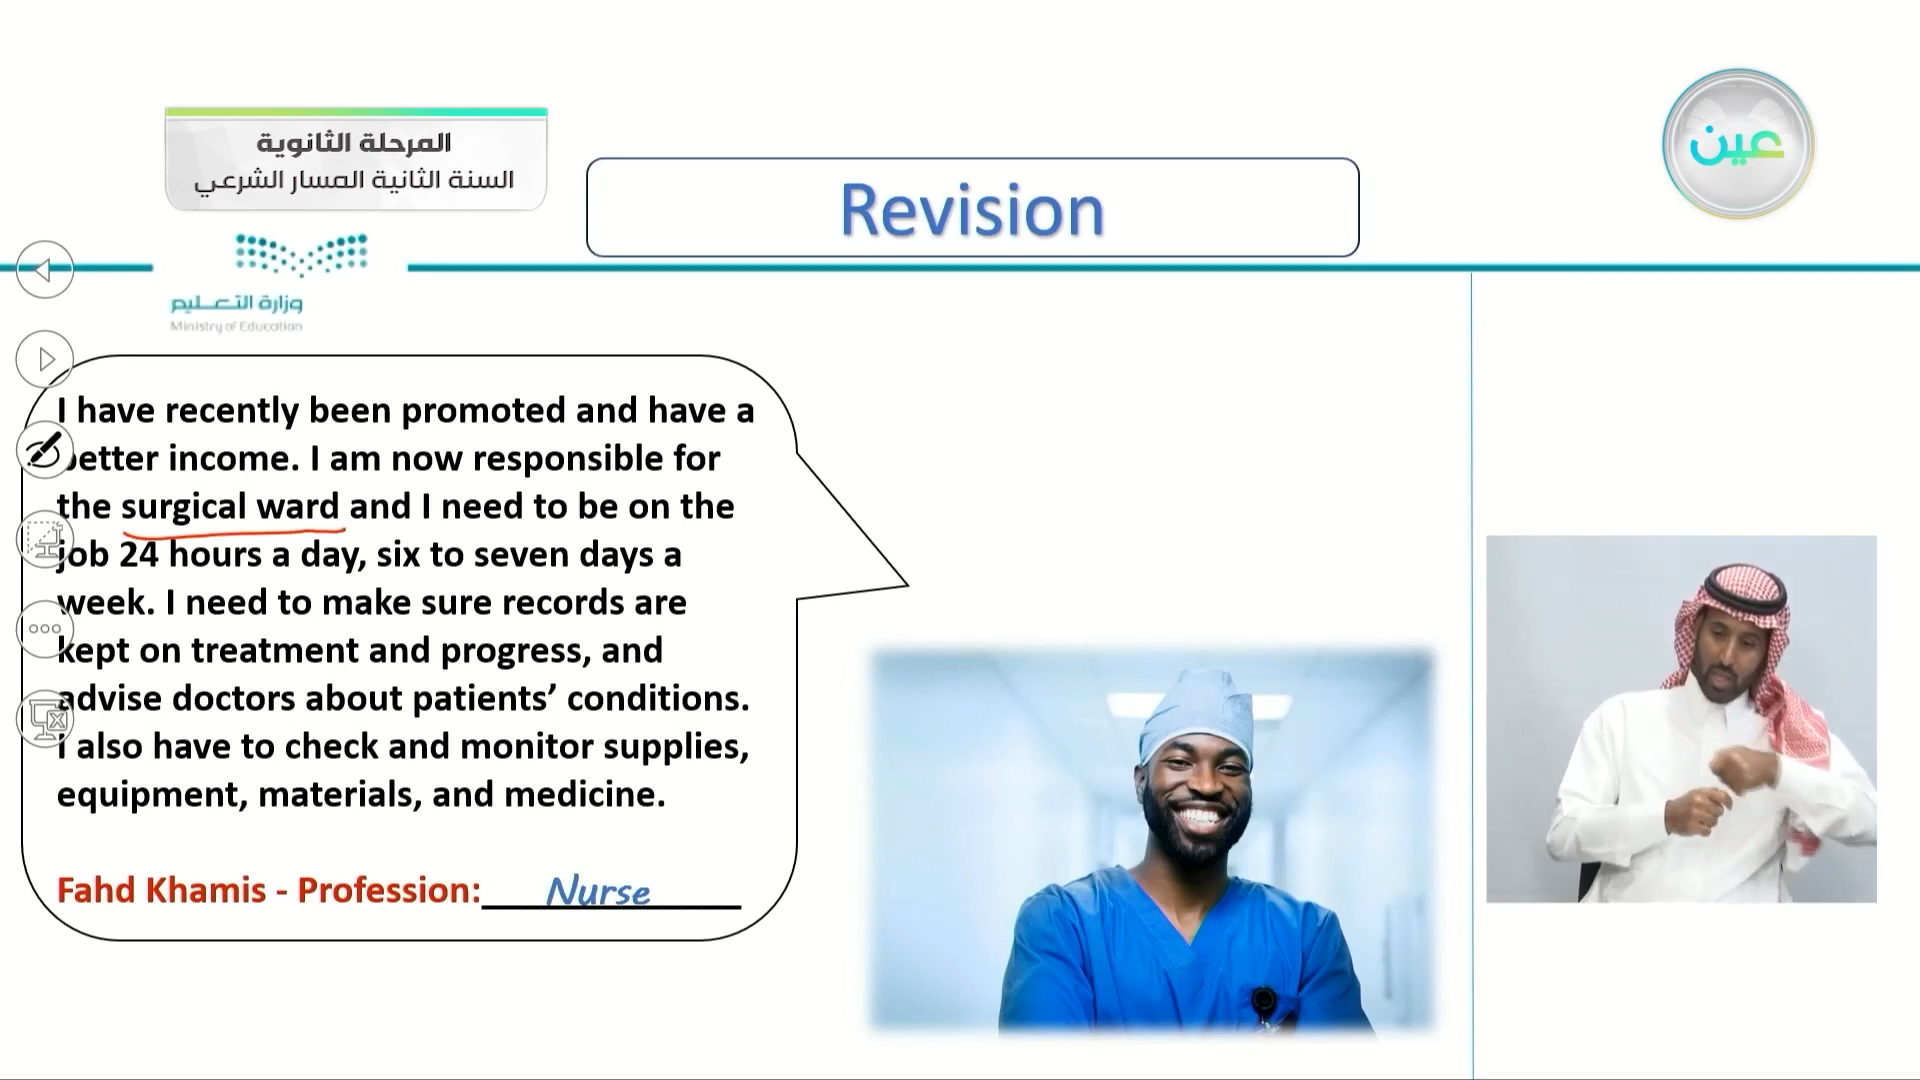 المرحلة الثانوية
السنة الثانية المسار الشرعي
عين
Revision
وزارة التعليم
Ministry of Education
I have recently been promoted and have a
better income. I am now responsible for
the surgical ward and I need to be on the
job 24 hours a day, six to seven days a
week. I need to make sure records are
kept on treatment and progress, and
advise doctors about patients’ conditions.
I also have to check and monitor supplies,
equipment, materials, and medicine.
Fahd Khamis - Profession: Nurse